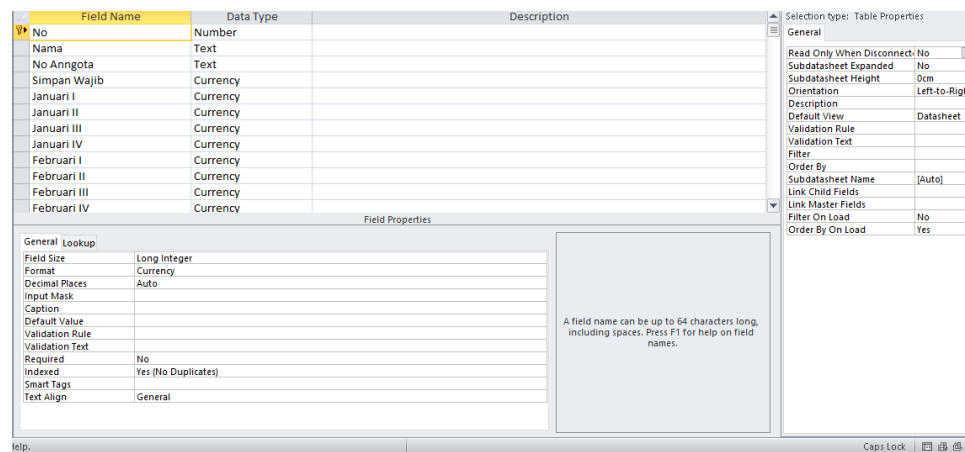 Field Name Data Type Description
No Number
Nama Text
No Anngota Text
Simpan Wajib Currency
Januari I Currency
Januari II Currency
Januari III Currency
Januari IV Currency
Februari I Currency
Februari II Currency
Februari III Currency
Februari IV Currency
Field Properties
General Lookup
Field Size Long Integer
Format Currency
Decimal Places Auto
Input Mask
Caption
Default Value
Validation Rule
Validation Text
Required No
Indexed Yes (No Duplicates)
Smart Tags
Text Align General
A field name can be up to 64 characters long,
including spaces. Press F1 for help on field
names.
Selection type: Table Properties
General
Read Only When Disconnect No
Subdatasheet Expanded No
Subdatasheet Height 0cm
Orientation Left-to-Righ
Description
Default View Datasheet
Validation Rule
Validation Text
Filter
Order By
Subdatasheet Name [Auto]
Link Child Fields
Link Master Fields
Filter On Load No
Order By On Load Yes
Help. Caps Lock